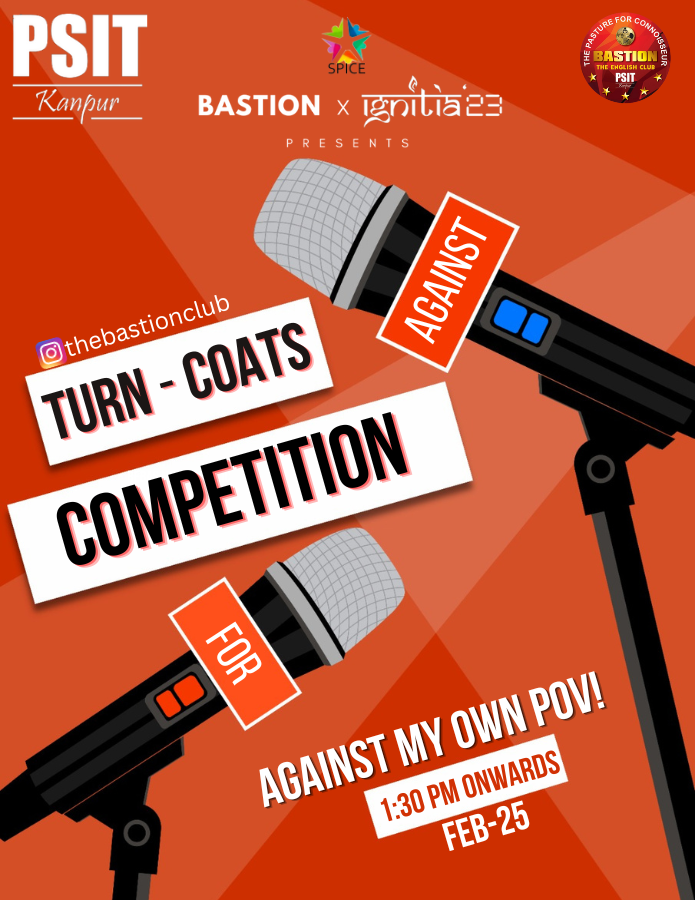 PSIT
Kanpur
SPICE
THE PASTURE FOR CONNOISSEUR
BASTION
THE ENGLISH CLUB
PSIT
Kanpur
BASTION x ignitia'23
PRESENTS
AGAINST
thebastionclub
TURN - COATS
COMPETITION
FOR
AGAINST MY OWN POV!
1:30 PM ONWARDS
FEB-25